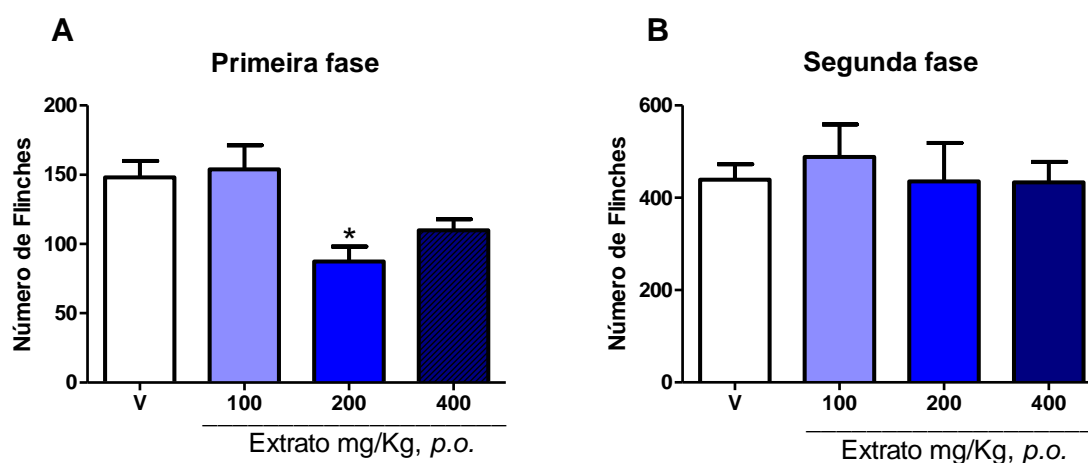 A
Primeira fase
Número de Flinches
200
150
100
50
0
*
V 100 200 400
Extrato mg/Kg, p.o.
B
Segunda fase
Número de Flinches
600
400
200
0
V 100 200 400
Extrato mg/Kg, p.o.